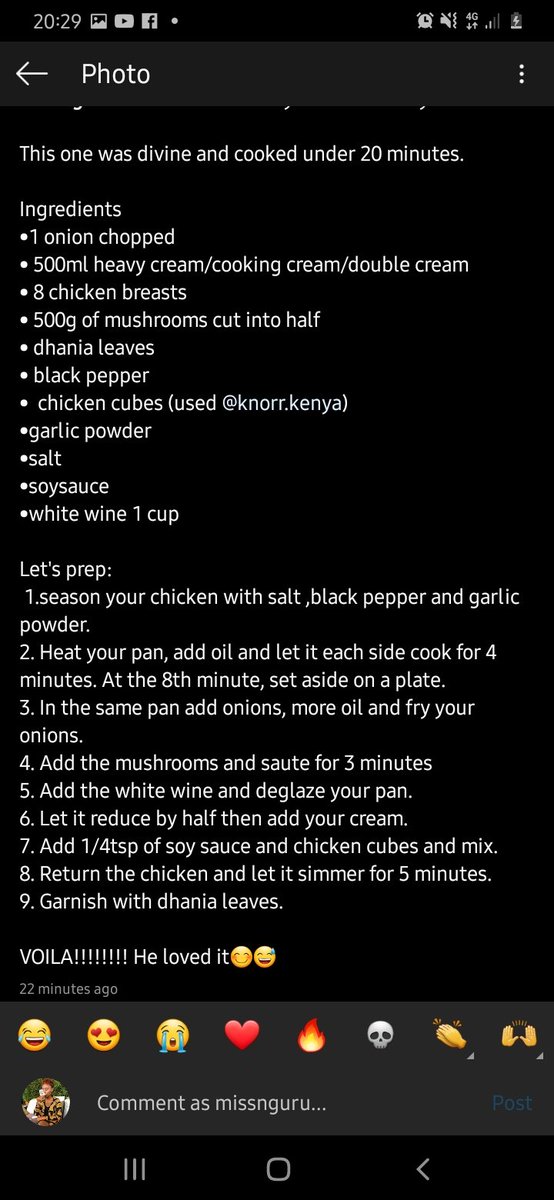 20:29
4G
Photo
This one was divine and cooked under 20 minutes.
Ingredients
•1 onion chopped
• 500ml heavy cream/cooking cream/double cream
• 8 chicken breasts
• 500g of mushrooms cut into half
• dhania leaves
• black pepper
•  chicken cubes (used @knorr.kenya)
•garlic powder
•salt
•soysauce
•white wine 1 cup
Let's prep:
1.season your chicken with salt ,black pepper and garlic
powder.
2. Heat your pan, add oil and let it each side cook for 4
minutes. At the 8th minute, set aside on a plate.
3. In the same pan add onions, more oil and fry your
onions.
4. Add the mushrooms and saute for 3 minutes
5. Add the white wine and deglaze your pan.
6. Let it reduce by half then add your cream.
7. Add 1/4tsp of soy sauce and chicken cubes and mix.
8. Return the chicken and let it simmer for 5 minutes.
9. Garnish with dhania leaves.
VOILA!!!!!!!! He loved it😊😅
22 minutes ago
😂 😍 😭 ❤️ 🔥 💀 👏 🙌
Comment as missnguru... Post